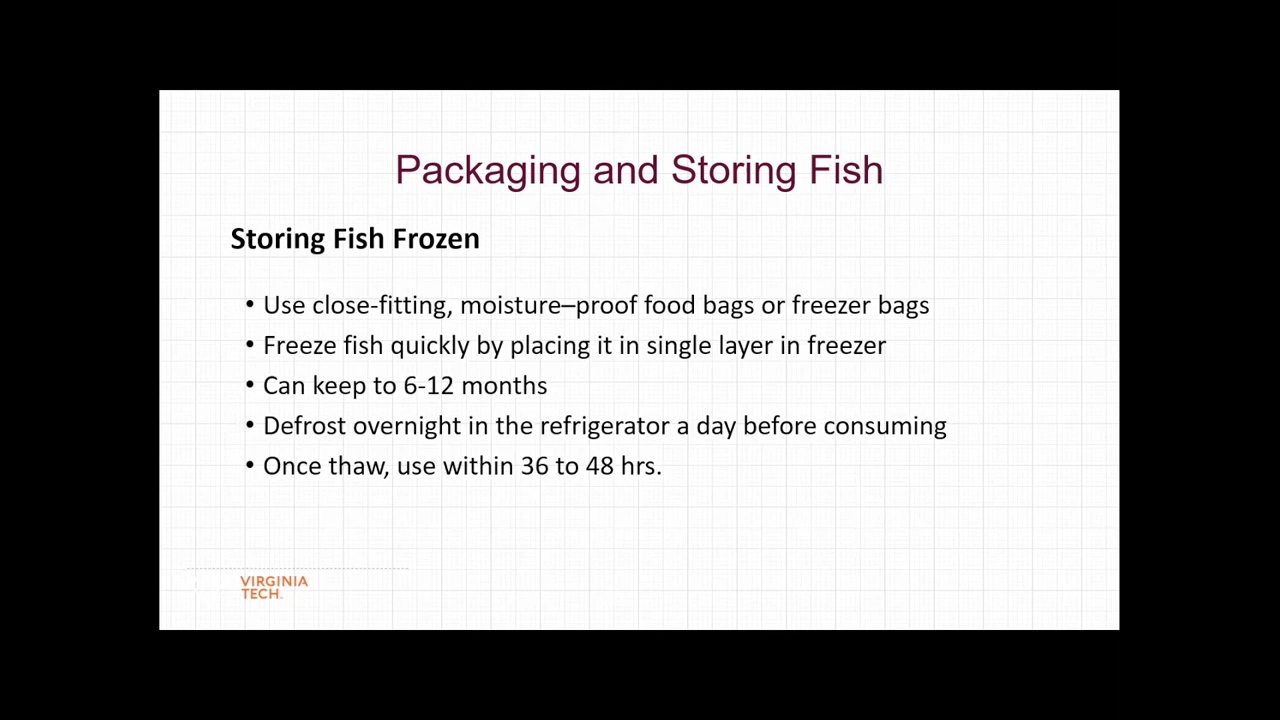 Packaging and Storing Fish
Storing Fish Frozen
• Use close-fitting, moisture–proof food bags or freezer bags
• Freeze fish quickly by placing it in single layer in freezer
• Can keep to 6-12 months
• Defrost overnight in the refrigerator a day before consuming
• Once thaw, use within 36 to 48 hrs.
VIRGINIA
TECH